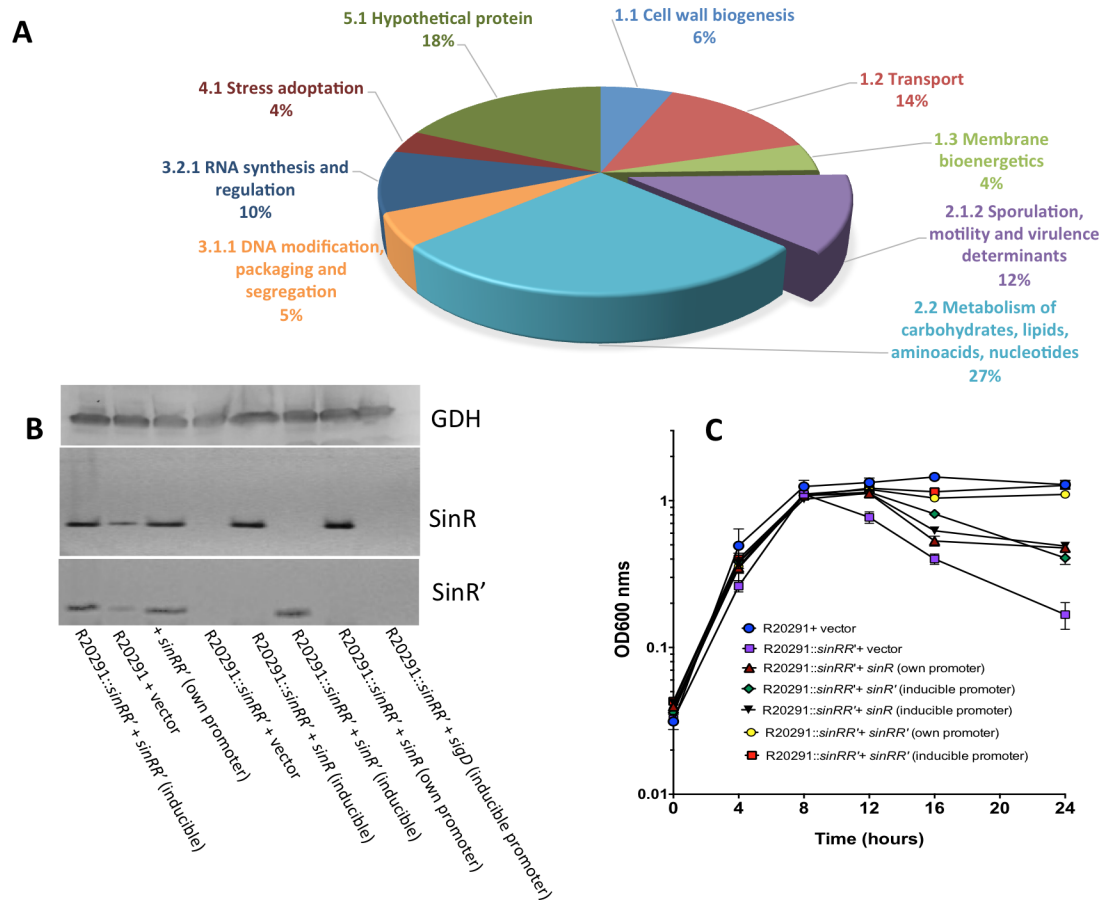 A
5.1 Hypothetical protein
18%
1.1 Cell wall biogenesis
6%
4.1 Stress adoptation
4%
1.2 Transport
14%
1.3 Membrane
bioenergetics
4%
3.2.1 RNA synthesis and
regulation
10%
2.1.2 Sporulation,
motility and virulence
determinants
12%
3.1.1 DNA modification,
packaging and
segregation
5%
2.2 Metabolism of
carbohydrates, lipids,
aminoacids, nucleotides
27%
B
GDH
SinR
SinR’
R20291::sinRR’ + sinRR’ (inducible)
R20291 + vector
+ sinRR’ (own promoter)
R20291::sinRR’ + vector
R20291::sinRR’ + sinR (inducible)
R20291::sinRR’ + sinR’ (inducible)
R20291::sinRR’ + sinR (own promoter)
R20291::sinRR’ + sigD (inducible promoter)
C
OD600 nms
1
0.1
0.01
R20291+ vector
R20291::sinRR'+ vector
R20291::sinRR'+ sinR (own promoter)
R20291::sinRR'+ sinR' (inducible promoter)
R20291::sinRR'+ sinR (inducible promoter)
R20291::sinRR'+ sinRR' (own promoter)
R20291::sinRR'+ sinRR' (inducible promoter)
0 4 8 12 16 20 24
Time (hours)